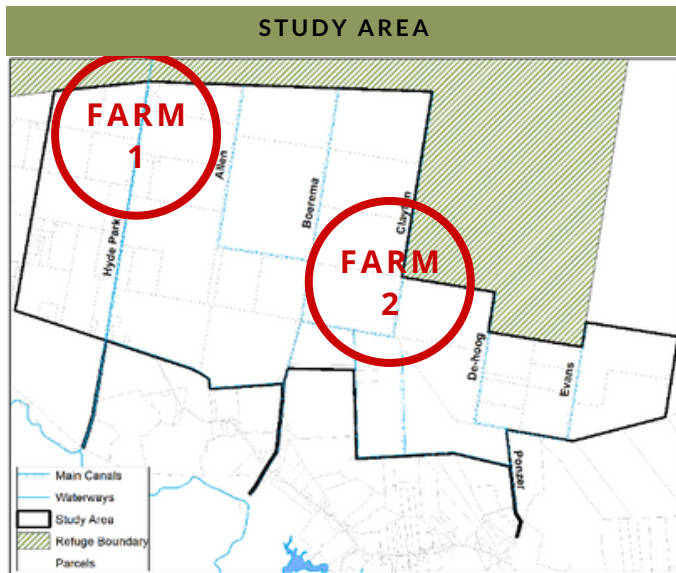 STUDY AREA
FARM
1
Allen
Boerema
Clayton
Hyde Park
FARM
2
De-hoog
Evans
Ponzer
Main Canals
Waterways
Study Area
Refuge Boundary
Parcels